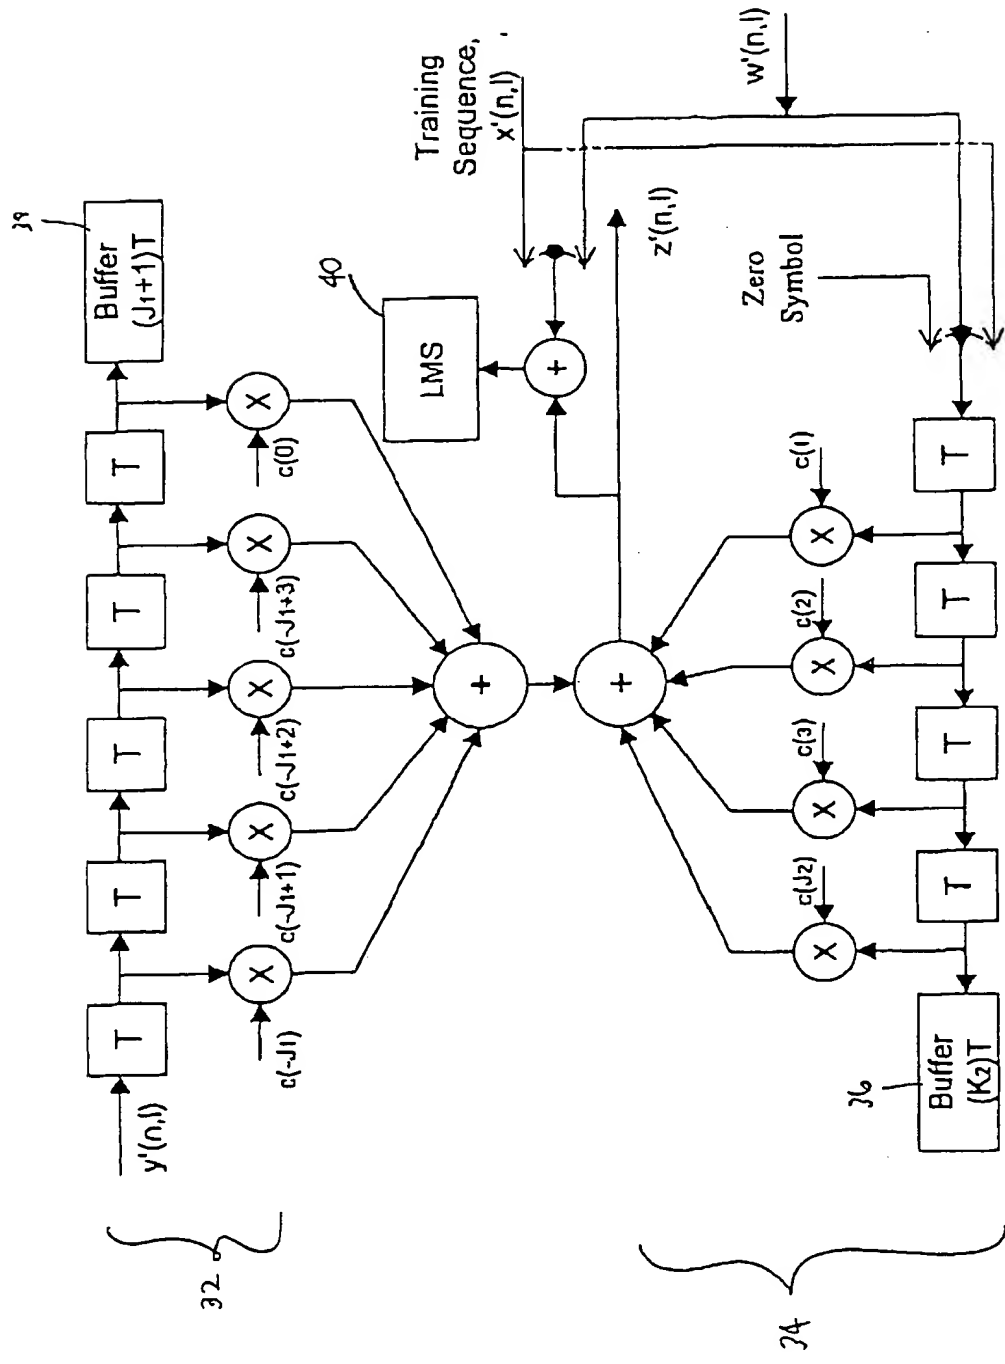 32
y'(n,l)
T
T
T
T
T
Buffer
(J1+1)T
39
X
X
X
X
X
c(-J1)
c(-J1+1)
c(-J1+2)
c(-J1+3)
c(0)
+
LMS
40
+
Training
Sequence,
x'(n,l)
+
z'(n,l)
w'(n,l)
Zero
Symbol
34
c(J2)
c(3)
c(2)
c(1)
X
X
X
X
36
Buffer
(K2)T
T
T
T
T